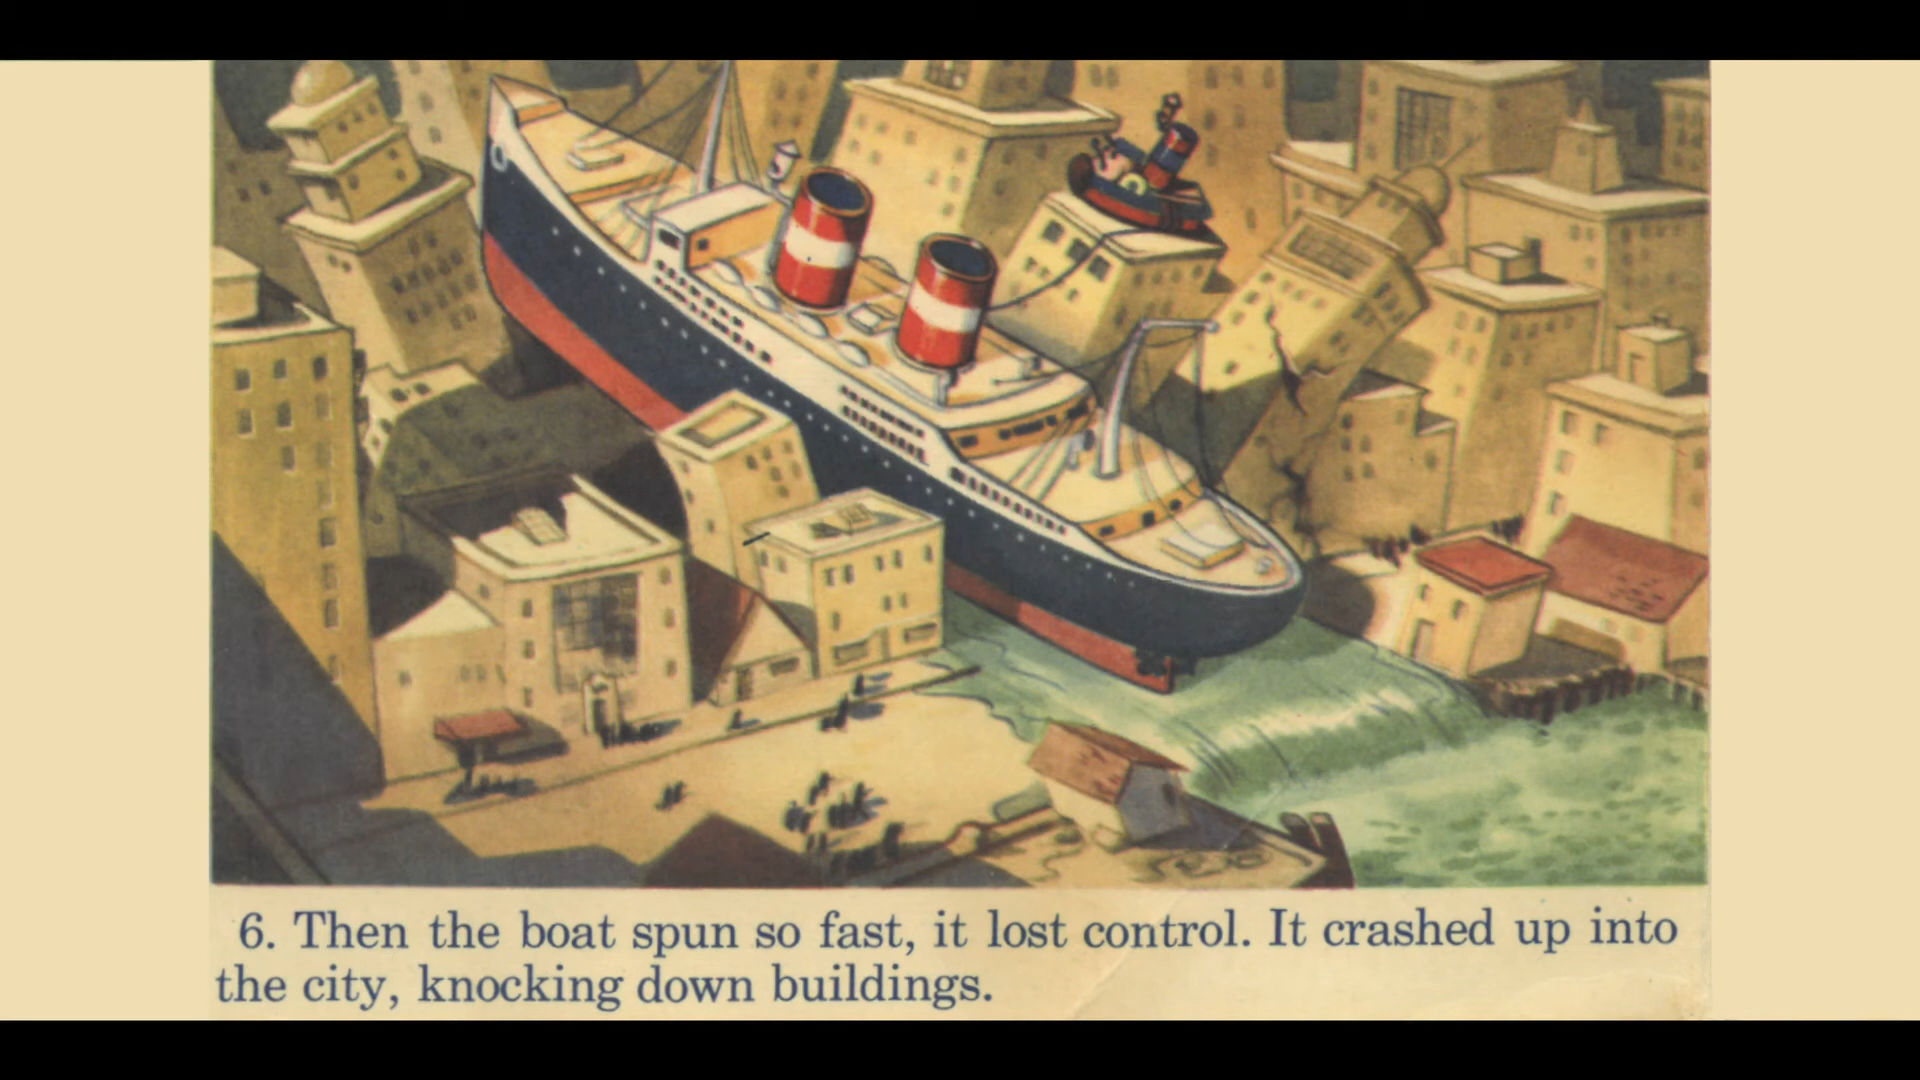 6. Then the boat spun so fast, it lost control. It crashed up into
the city, knocking down buildings.